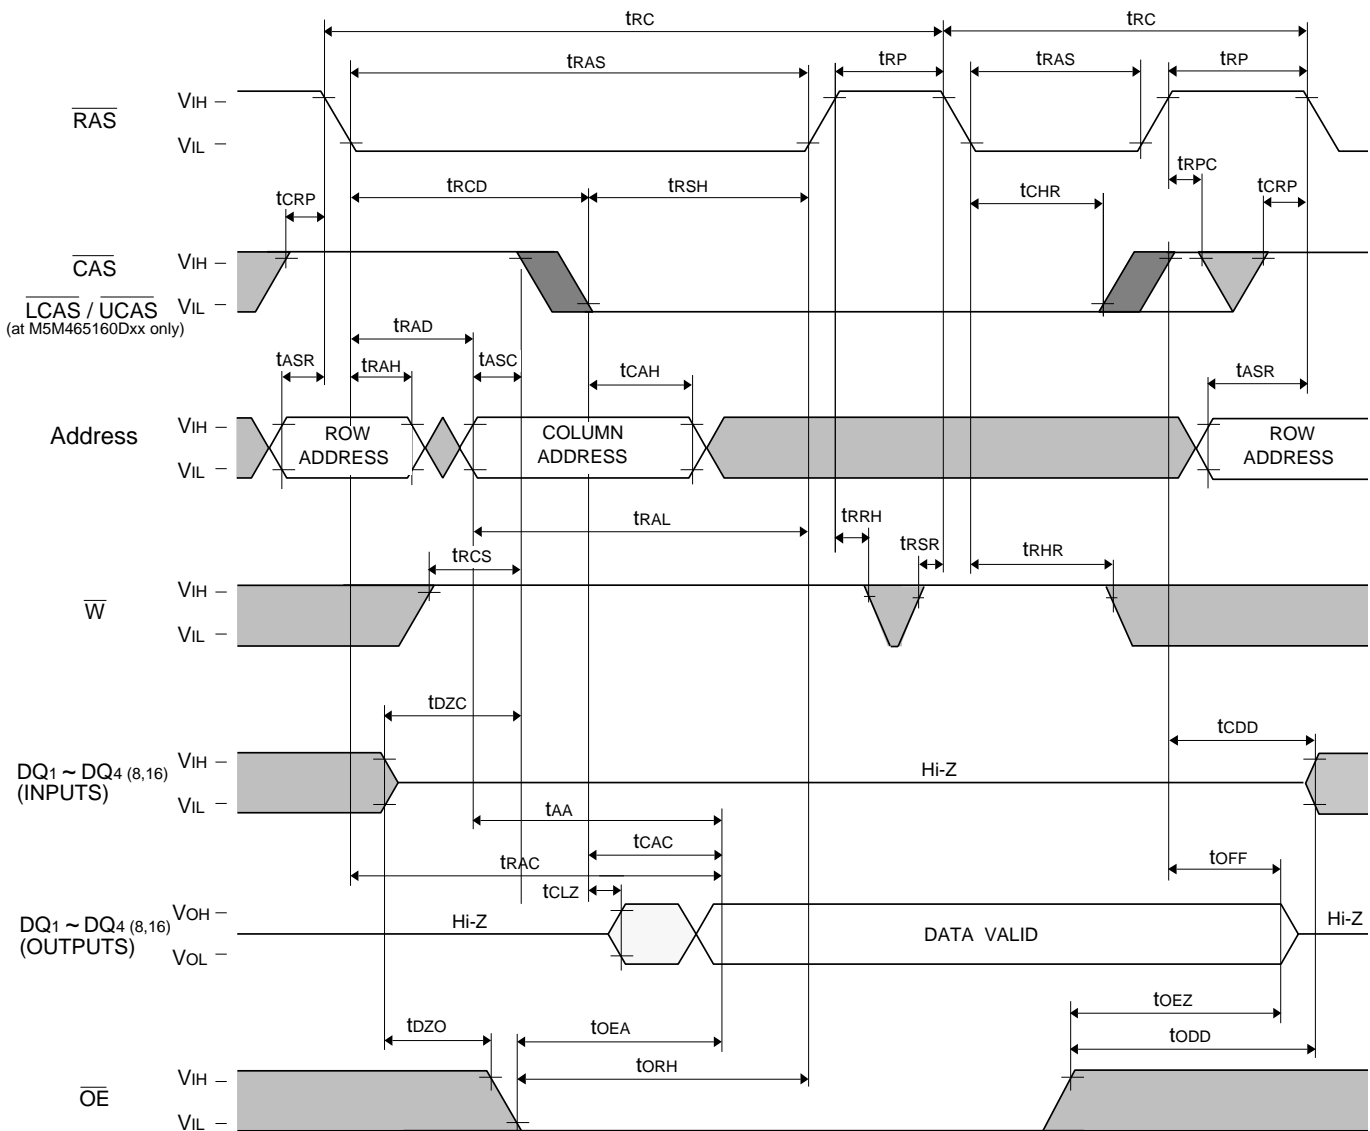 tRC tRC
tRAS tRP tRAS tRP
RAS VIH
VIL
tRCD tRSH tCHR tRPC
tCRP tCRP
CAS VIH
LCAS / UCAS VIL
(at M5M465160Dxx only)
tRAD
tASR tRAH tASC tCAH tASR
Address VIH
VIL
ROW
ADDRESS
COLUMN
ADDRESS
ROW
ADDRESS
tRAL tRRH
tRCS tRSR tRHR
W VIH
VIL
tDZC tCDD
DQ1 ~ DQ4 (8,16)
(INPUTS)
VIH
VIL
Hi-Z
tAA
tCAC
tRAC tOFF
tCLZ
DQ1 ~ DQ4 (8,16)
(OUTPUTS)
VOH
VOL
Hi-Z DATA VALID Hi-Z
tOEZ
tDZO tOEA tODD
tORH
OE VIH
VIL